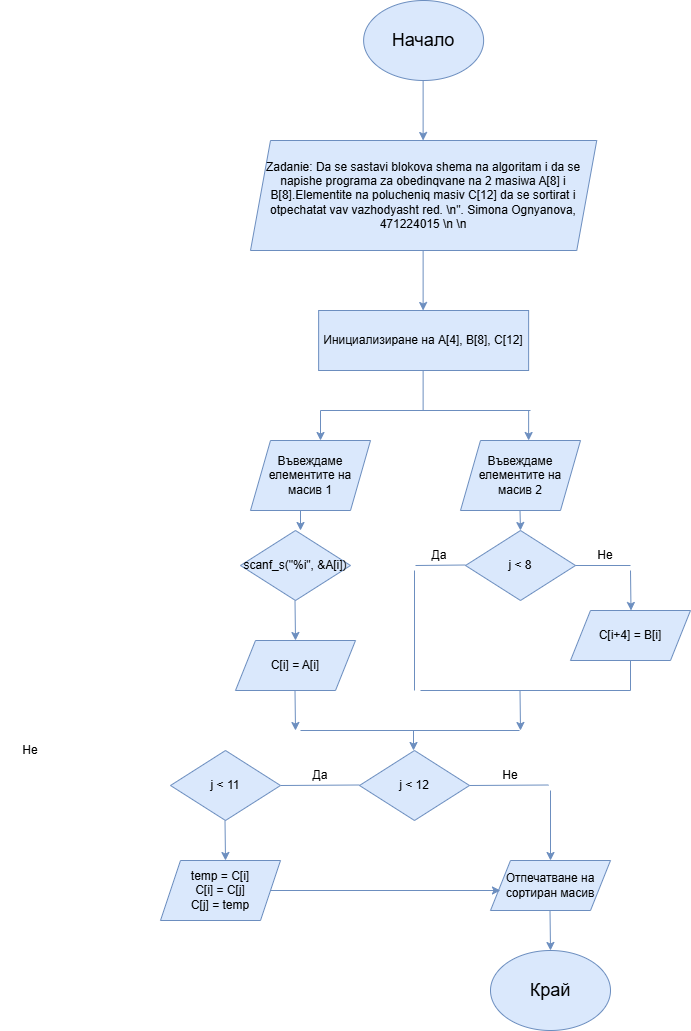 Начало
Zadanie: Da se sastavi blokova shema na algoritam i da se
napishe programa za obedinqvane na 2 masiwa A[8] i
B[8].Elementite na polucheniq masiv C[12] da se sortirat i
otpechatat vav vazhodyasht red. \n". Simona Ognyanova,
471224015 \n \n
Инициализиране на A[4], B[8], C[12]
Въвеждаме
елементите на
масив 1
Въвеждаме
елементите на
масив 2
scanf_s("%i", &A[i])
Да
j < 8
Не
C[i+4] = B[i]
C[i] = A[i]
Не
j < 11
Да
j < 12
Не
temp = C[i]
C[i] = C[j]
C[j] = temp
Отпечатване на
сортиран масив
Край